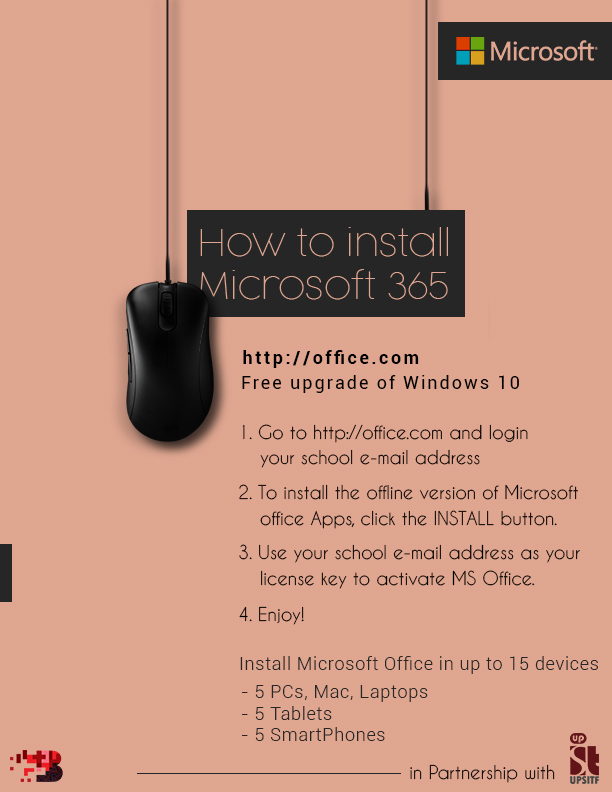 Microsoft
How to install
Microsoft 365
http://office.com
Free upgrade of Windows 10
1. Go to http://office.com and login
your school e-mail address
2. To install the offline version of Microsoft
office Apps, click the INSTALL button.
3. Use your school e-mail address as your
license key to activate MS Office.
4. Enjoy!
Install Microsoft Office in up to 15 devices
- 5 PCs, Mac, Laptops
- 5 Tablets
- 5 SmartPhones
in Partnership with
up
st
UPSITF
B